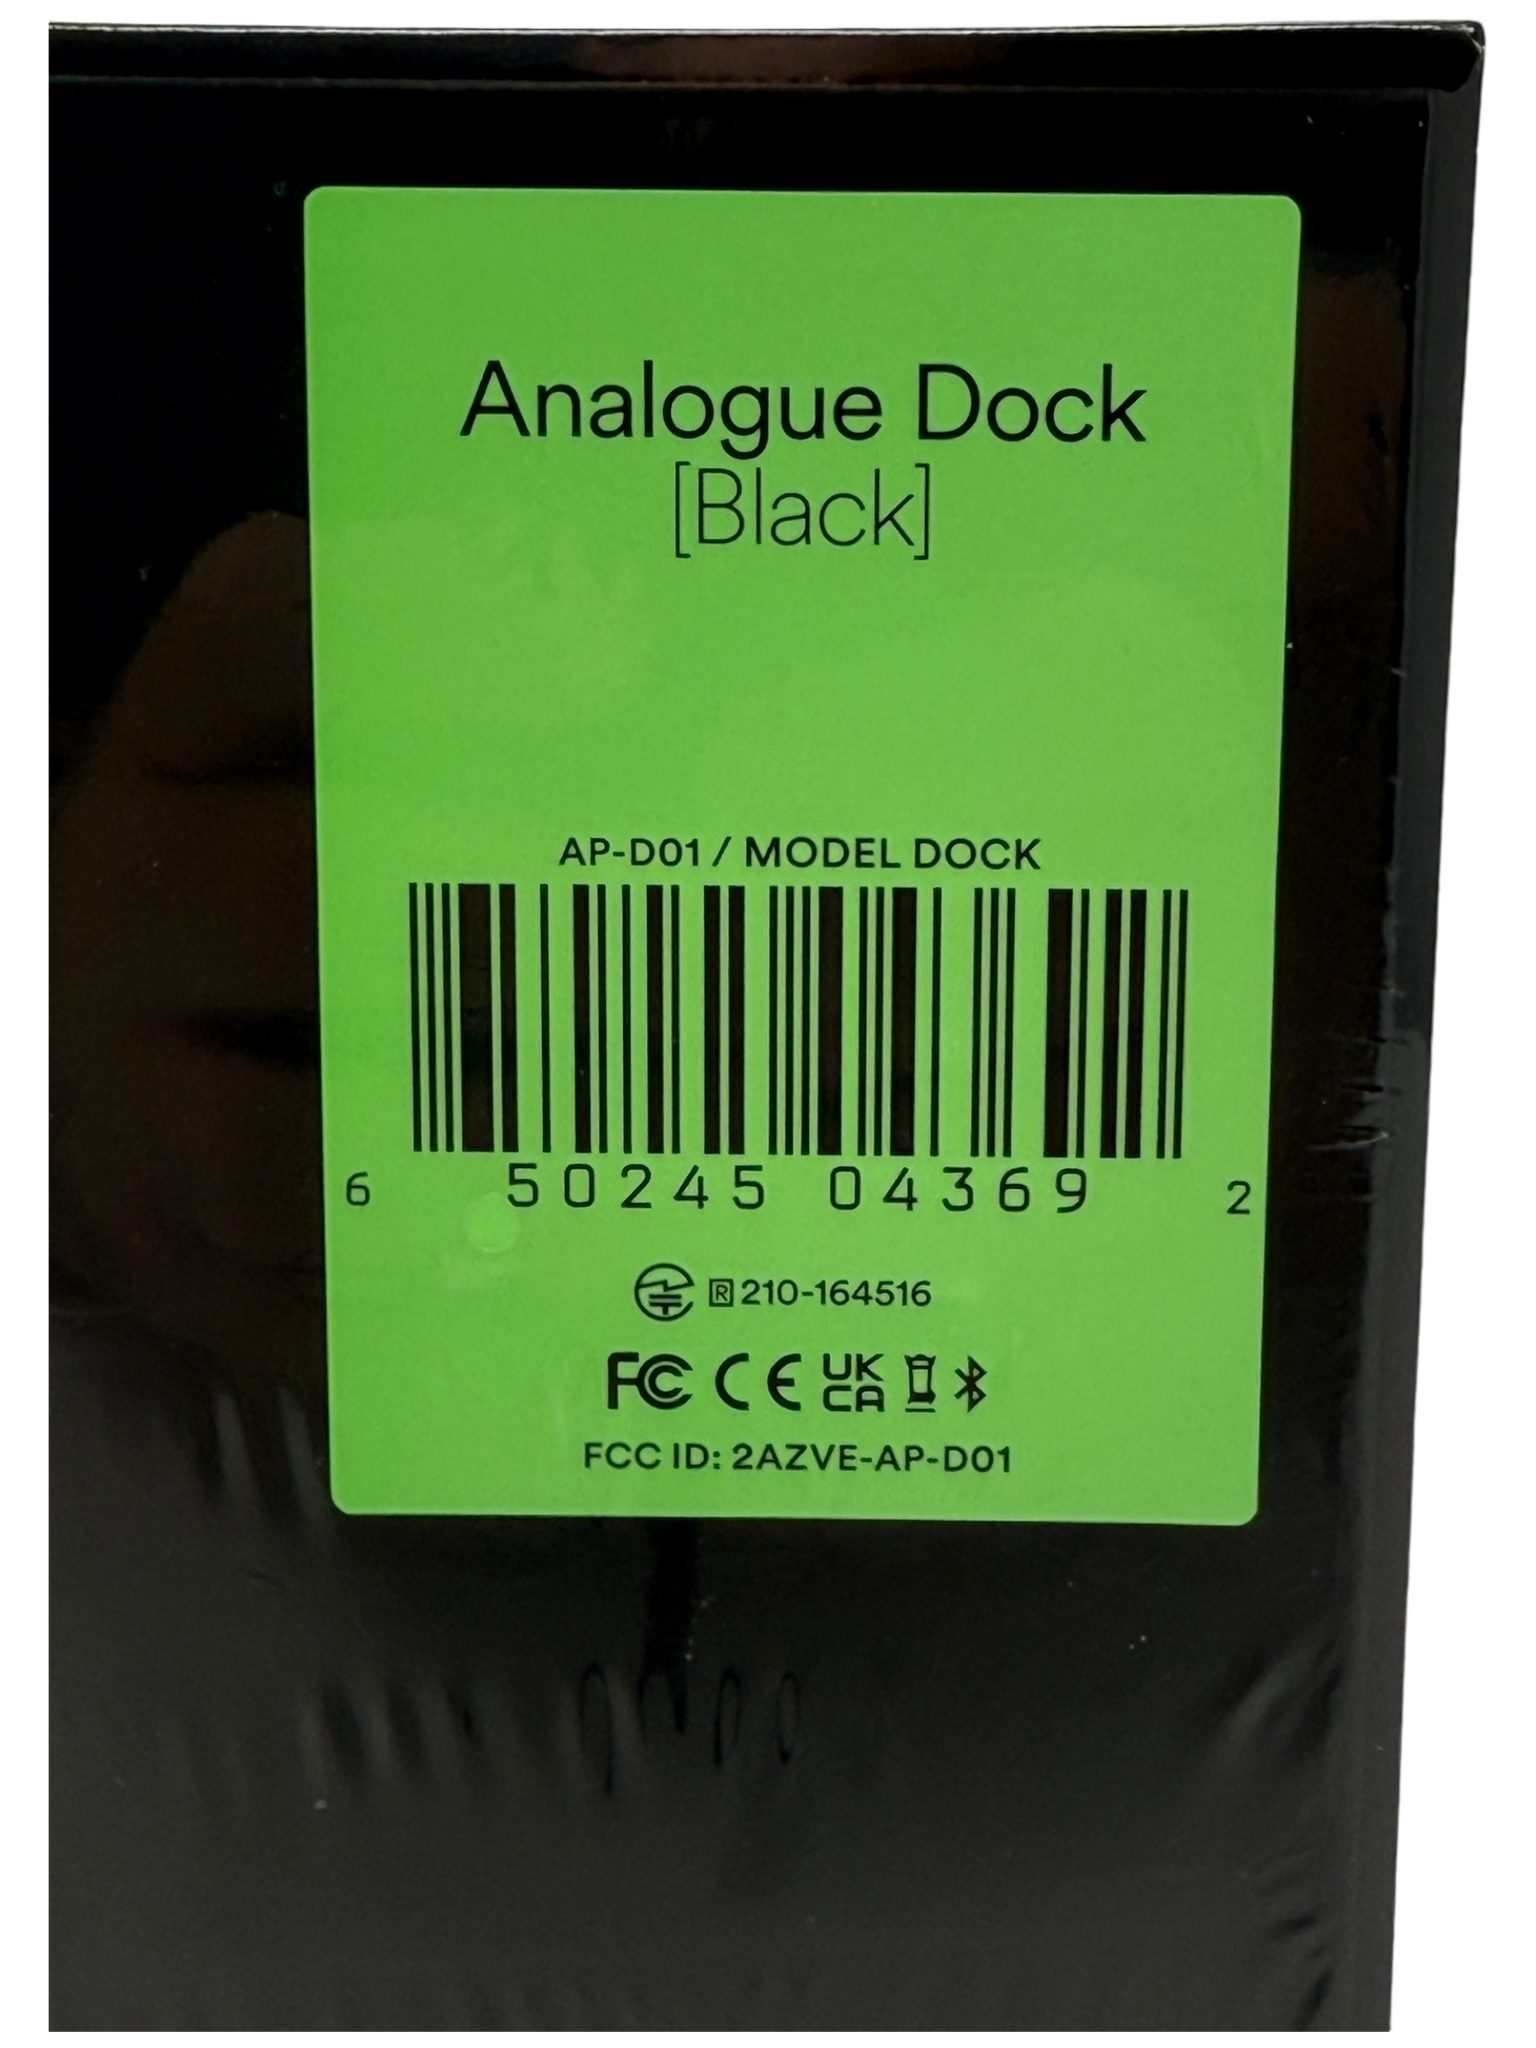 Analogue Dock
[Black]
AP-D01 / MODEL DOCK
6 50245 04369 2
R 210-164516
FC CE UK CA
FCC ID: 2AZVE-AP-D01